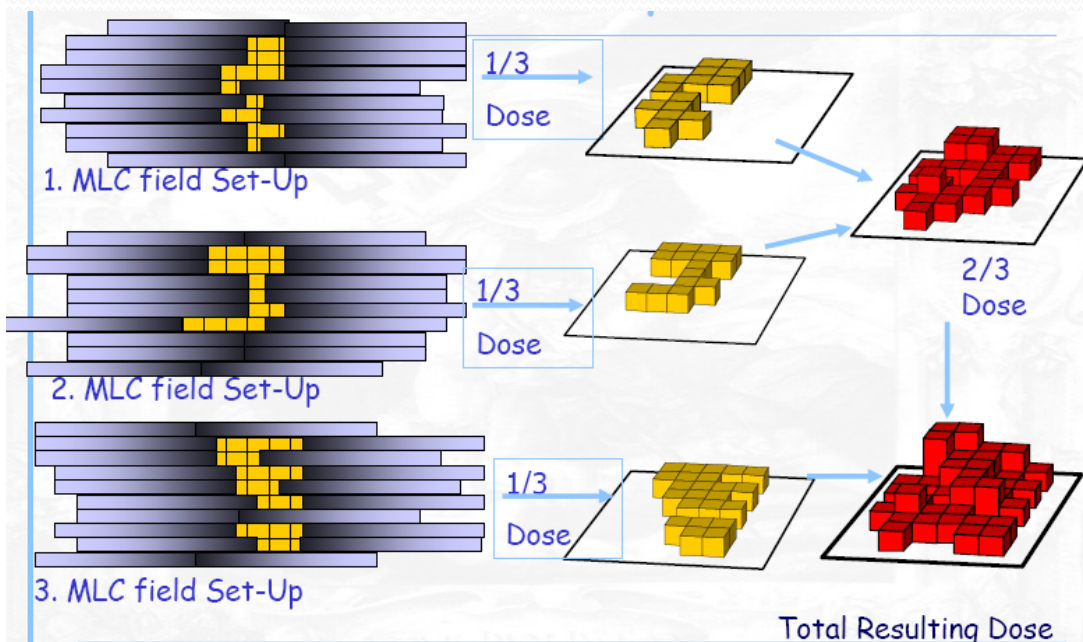 1/3
Dose
1. MLC field Set-Up
1/3
Dose
2. MLC field Set-Up
2/3
Dose
1/3
Dose
3. MLC field Set-Up
Total Resulting Dose